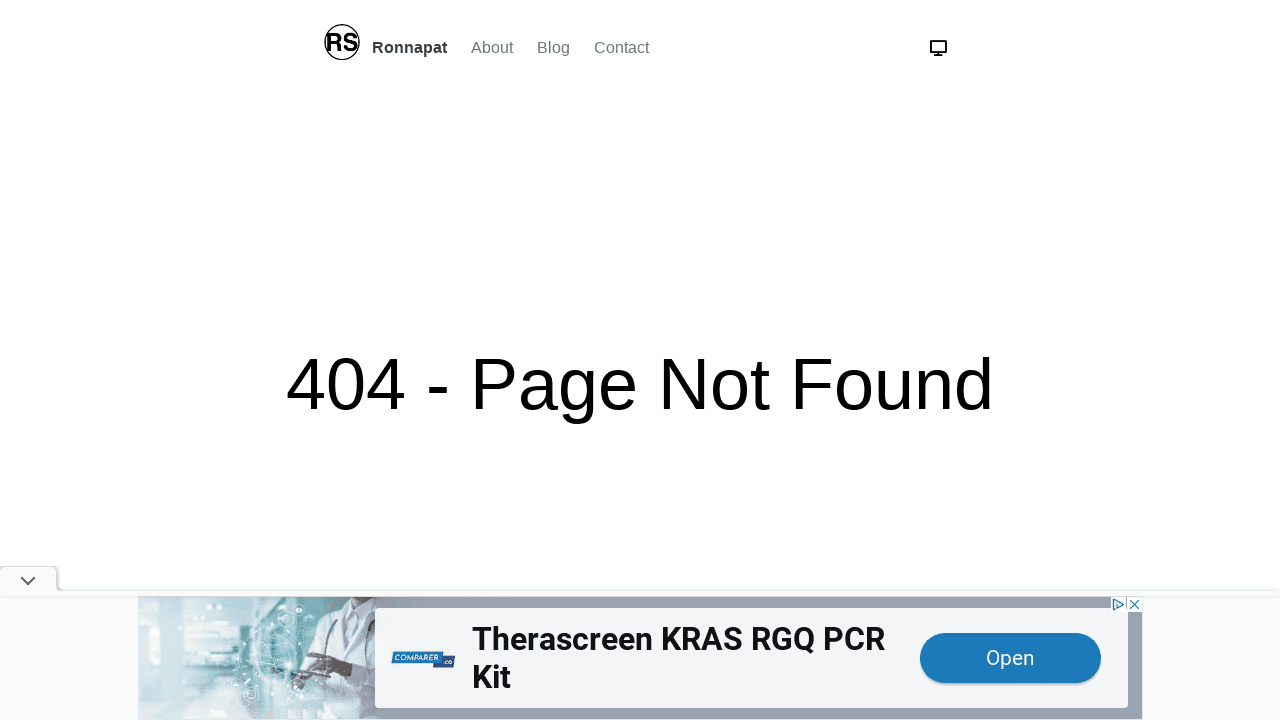 RS
Ronnapat
About
Blog
Contact
404 - Page Not Found
COMPARER.co
Therascreen KRAS RGQ PCR
Kit
Open